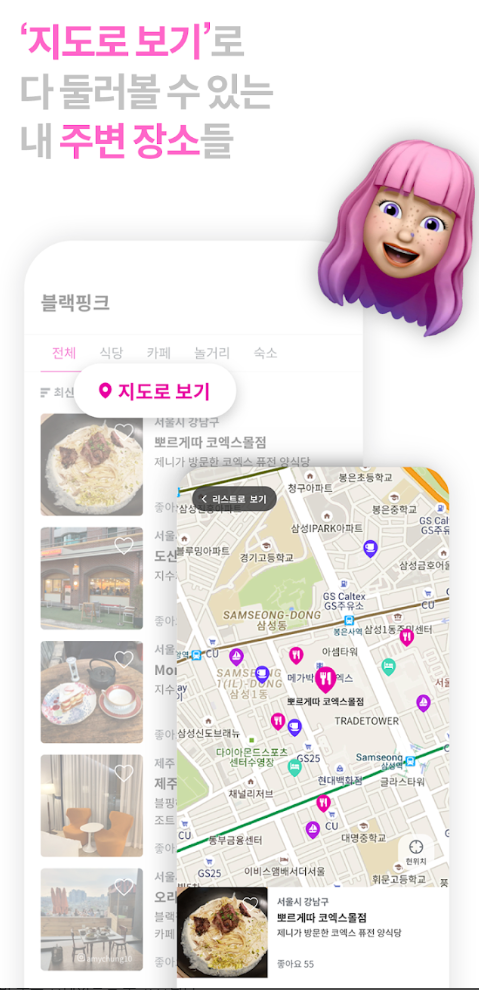 ‘지도로 보기’로
다 둘러볼 수 있는
내 주변 장소들
블랙핑크
전체 식당 카페 놀거리 숙소
최신
지도로 보기
서울시 강남구
뽀르게따 코엑스몰점
제니가 방문한 코엑스 퓨전 양식당
좋아
서울
도산
지수
좋아
서울
Mor
지수
좋아
제주
제주
블핑
조트
좋아
서울
오리
블랙
카페
좋아
리스트로 보기
청구아파트
봉은초등학교
봉은중학교
GS Cal
GS주유
삼성IPARK아파트
블루밍아파트
경기고등학교
삼성금호어울
GS Caltex
GS주유소
CU
SAMSEONG-DONG
삼성동
봉은사역
삼성1동주민센터
CU
아셈타워
SAMSEONG
1(IL)-DONG
삼성1동
메가박 엑스
뽀르게따 코엑스몰점
TRADETOWER
삼성신도브래뉴
다이아몬드스포츠
센터수영장
GS25
Samseong
삼성
현대백화점
글라스타워
채널리저브
CU
CU
동부금융센터
대명중학교
GS25
이비스앰배서더서울
휘문고등학교
현위치
서울시 강남구
뽀르게따 코엑스몰점
제니가 방문한 코엑스 퓨전 양식당
좋아요 55